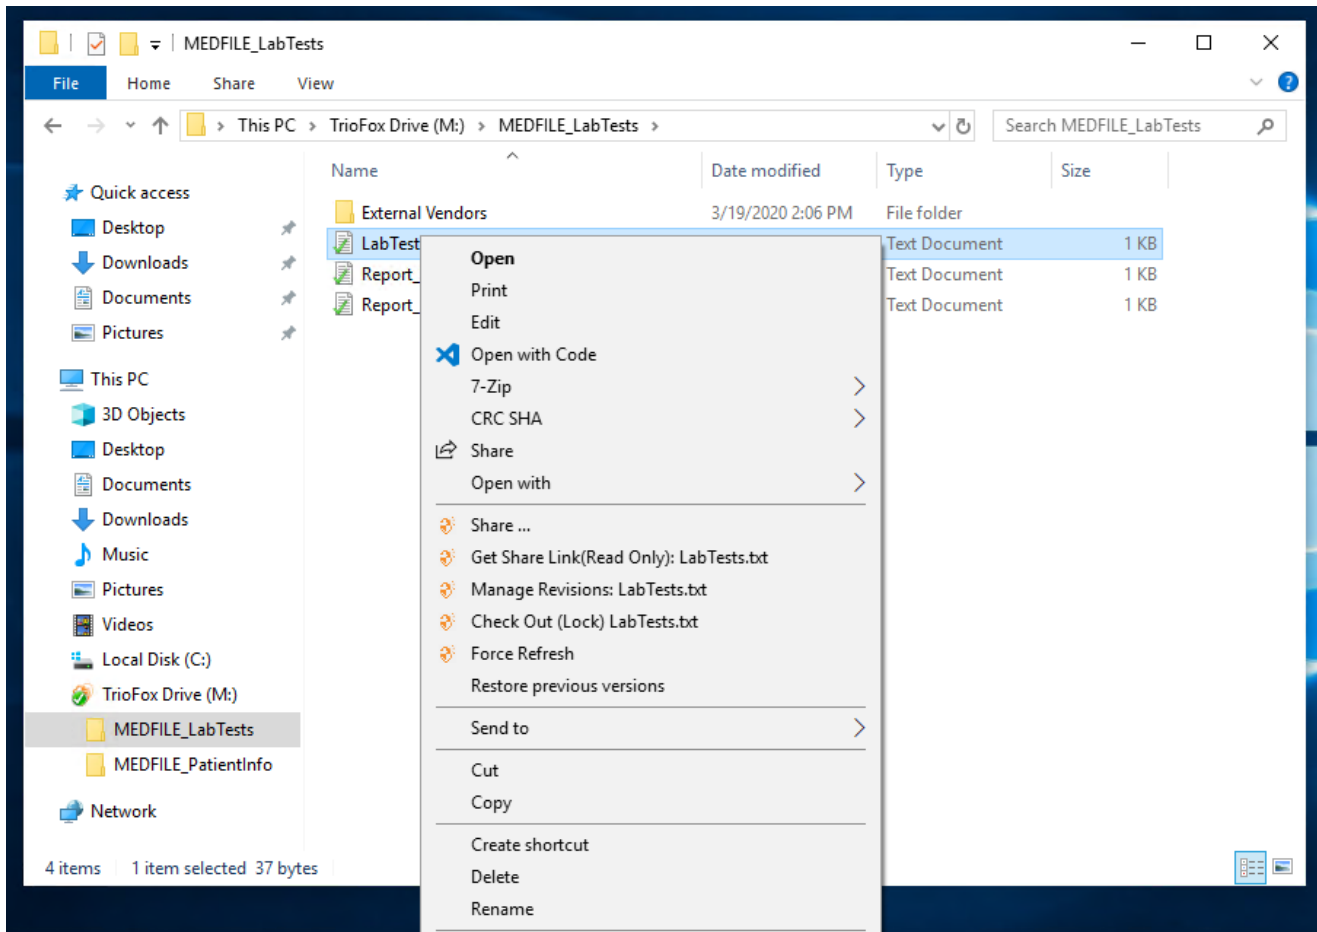 MEDFILE_LabTests
File Home Share View
This PC > TrioFox Drive (M:) > MEDFILE_LabTests >
Search MEDFILE_LabTests
Name Date modified Type Size
Quick access
Desktop
Downloads
Documents
Pictures
This PC
3D Objects
Desktop
Documents
Downloads
Music
Pictures
Videos
Local Disk (C:)
TrioFox Drive (M:)
MEDFILE_LabTests
MEDFILE_PatientInfo
Network
External Vendors 3/19/2020 2:06 PM File folder
LabTest Text Document 1 KB
Report_ Text Document 1 KB
Report_ Text Document 1 KB
Open
Print
Edit
Open with Code
7-Zip
CRC SHA
Share
Open with
Share ...
Get Share Link(Read Only): LabTests.txt
Manage Revisions: LabTests.txt
Check Out (Lock) LabTests.txt
Force Refresh
Restore previous versions
Send to
Cut
Copy
Create shortcut
Delete
Rename
4 items 1 item selected 37 bytes